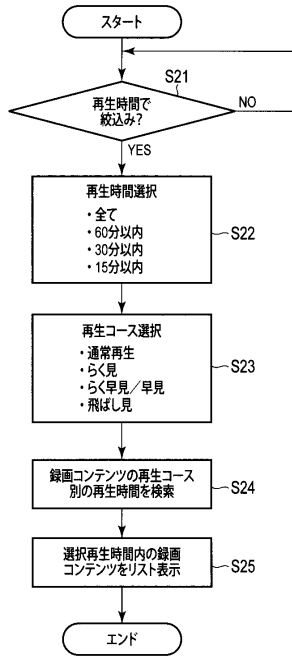 スタート
S21
再生時間で
絞込み?
NO
YES
再生時間選択
・全て
・60分以内
・30分以内
・15分以内
S22
再生コース選択
・通常再生
・らく見
・らく早見/早見
・飛ばし見
S23
録画コンテンツの再生コース
別の再生時間を検索
S24
選択再生時間内の録画
コンテンツをリスト表示
S25
エンド